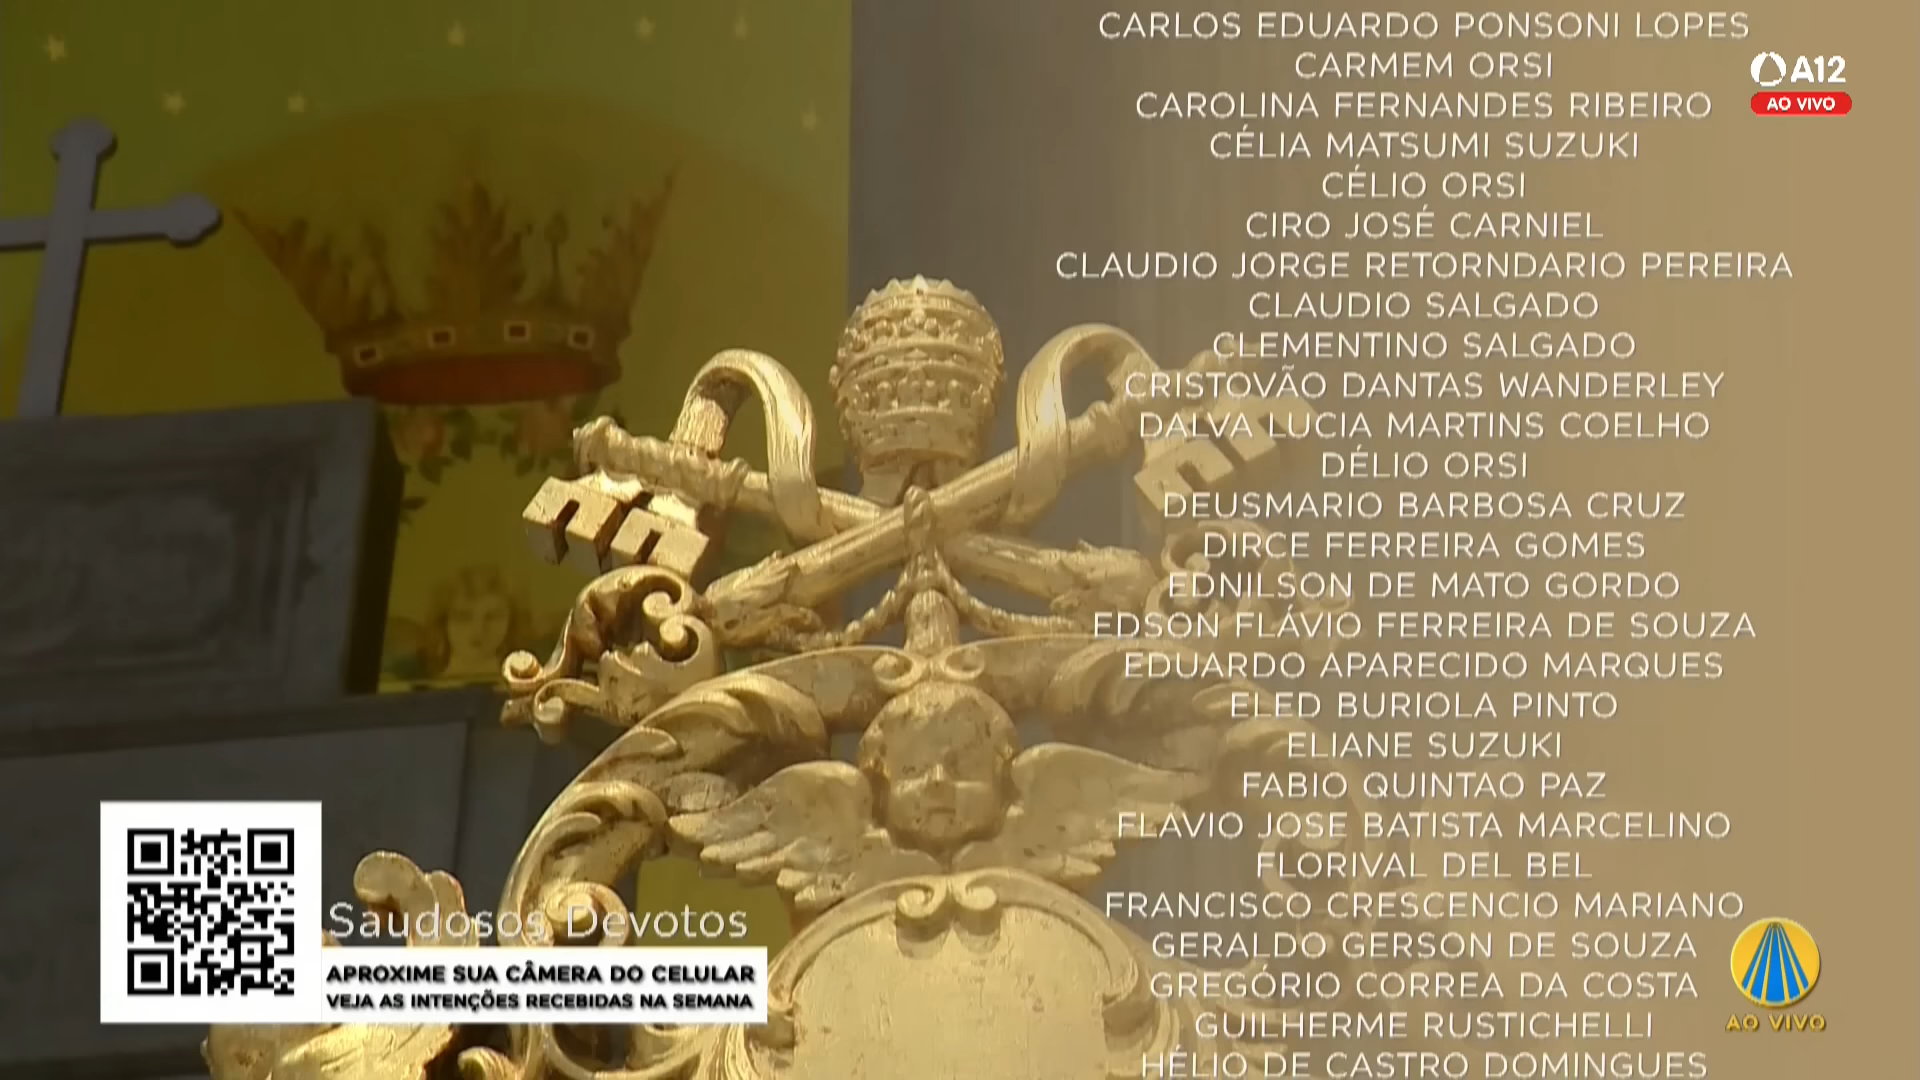 CARLOS EDUARDO PONSONI LOPES
CARMEM ORSI
CAROLINA FERNANDES RIBEIRO
CÉLIA MATSUMI SUZUKI
CÉLIO ORSI
CIRO JOSÉ CARNIEL
CLAUDIO JORGE RETORNDARIO PEREIRA
CLAUDIO SALGADO
CLEMENTINO SALGADO
CRISTOVÃO DANTAS WANDERLEY
DALVA LUCIA MARTINS COELHO
DÉLIO ORSI
DEUSMARIO BARBOSA CRUZ
DIRCE FERREIRA GOMES
EDNILSON DE MATO GORDO
EDSON FLÁVIO FERREIRA DE SOUZA
EDUARDO APARECIDO MARQUES
ELED BURIOLA PINTO
ELIANE SUZUKI
FABIO QUINTAO PAZ
FLAVIO JOSE BATISTA MARCELINO
FLORIVAL DEL BEL
FRANCISCO CRESCENCIO MARIANO
GERALDO GERSON DE SOUZA
GREGÓRIO CORREA DA COSTA
GUILHERME RUSTICHELLI
HÉLIO DE CASTRO DOMINGUES
A12
AO VIVO
Saudosos Devotos
APROXIME SUA CÂMERA DO CELULAR
VEJA AS INTENÇÕES RECEBIDAS NA SEMANA
AO VIVO